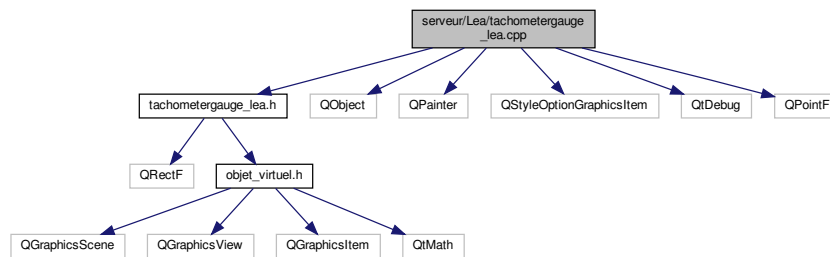 serveur/Lea/tachometergauge
_lea.cpp
tachometergauge_lea.h
QObject
QPainter
QStyleOptionGraphicsItem
QtDebug
QPointF
QRectF
objet_virtuel.h
QGraphicsScene
QGraphicsView
QGraphicsItem
QtMath